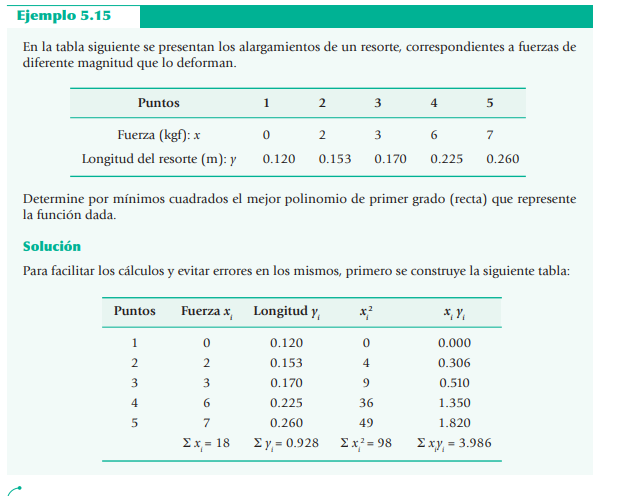 Ejemplo 5.15
En la tabla siguiente se presentan los alargamientos de un resorte, correspondientes a fuerzas de
diferente magnitud que lo deforman.
Puntos 1 2 3 4 5
Fuerza (kgf): x 0 2 3 6 7
Longitud del resorte (m): y 0.120 0.153 0.170 0.225 0.260
Determine por mínimos cuadrados el mejor polinomio de primer grado (recta) que represente
la función dada.
Solución
Para facilitar los cálculos y evitar errores en los mismos, primero se construye la siguiente tabla:
Puntos Fuerza xᵢ Longitud yᵢ xᵢ² xᵢ yᵢ
1 0 0.120 0 0.000
2 2 0.153 4 0.306
3 3 0.170 9 0.510
4 6 0.225 36 1.350
5 7 0.260 49 1.820
Σ xᵢ = 18 Σ yᵢ = 0.928 Σ xᵢ² = 98 Σ xᵢyᵢ = 3.986